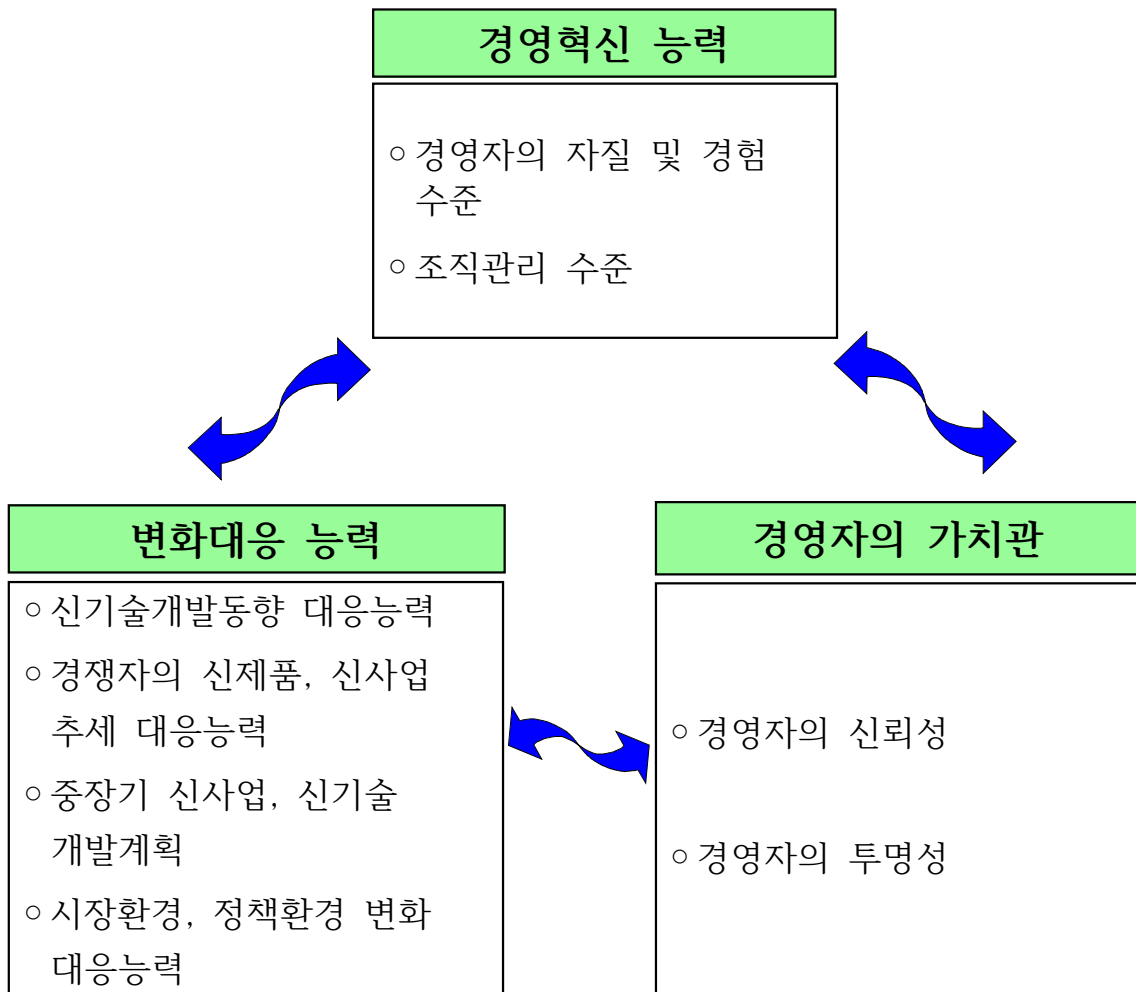 경영혁신 능력
○ 경영자의 자질 및 경험
수준
○ 조직관리 수준
변화대응 능력
○ 신기술개발동향 대응능력
○ 경쟁자의 신제품, 신사업
추세 대응능력
○ 중장기 신사업, 신기술
개발계획
○ 시장환경, 정책환경 변화
대응능력
경영자의 가치관
○ 경영자의 신뢰성
○ 경영자의 투명성